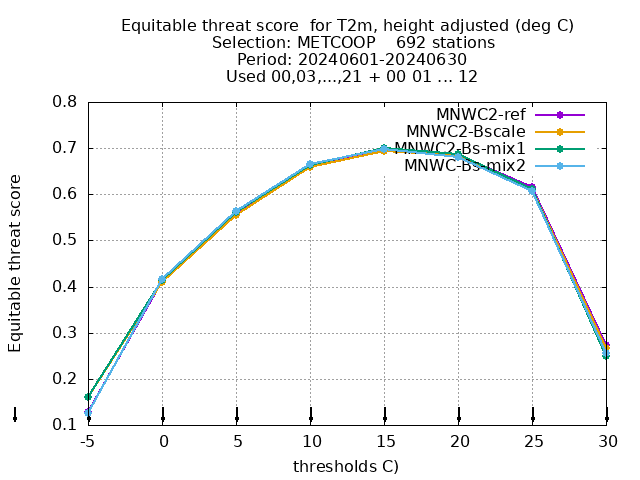 Equitable threat score  for T2m, height adjusted (deg C)
Selection: METCOOP    692 stations
Period: 20240601-20240630
Used 00,03,...,21 + 00 01 ... 12
Equitable threat score
0.8
0.7
0.6
0.5
0.4
0.3
0.2
0.1
MNWC2-ref
MNWC2-Bscale
MNWC2-Bs-mix1
MNWC-Bs-mix2
-5 0 5 10 15 20 25 30
thresholds C)